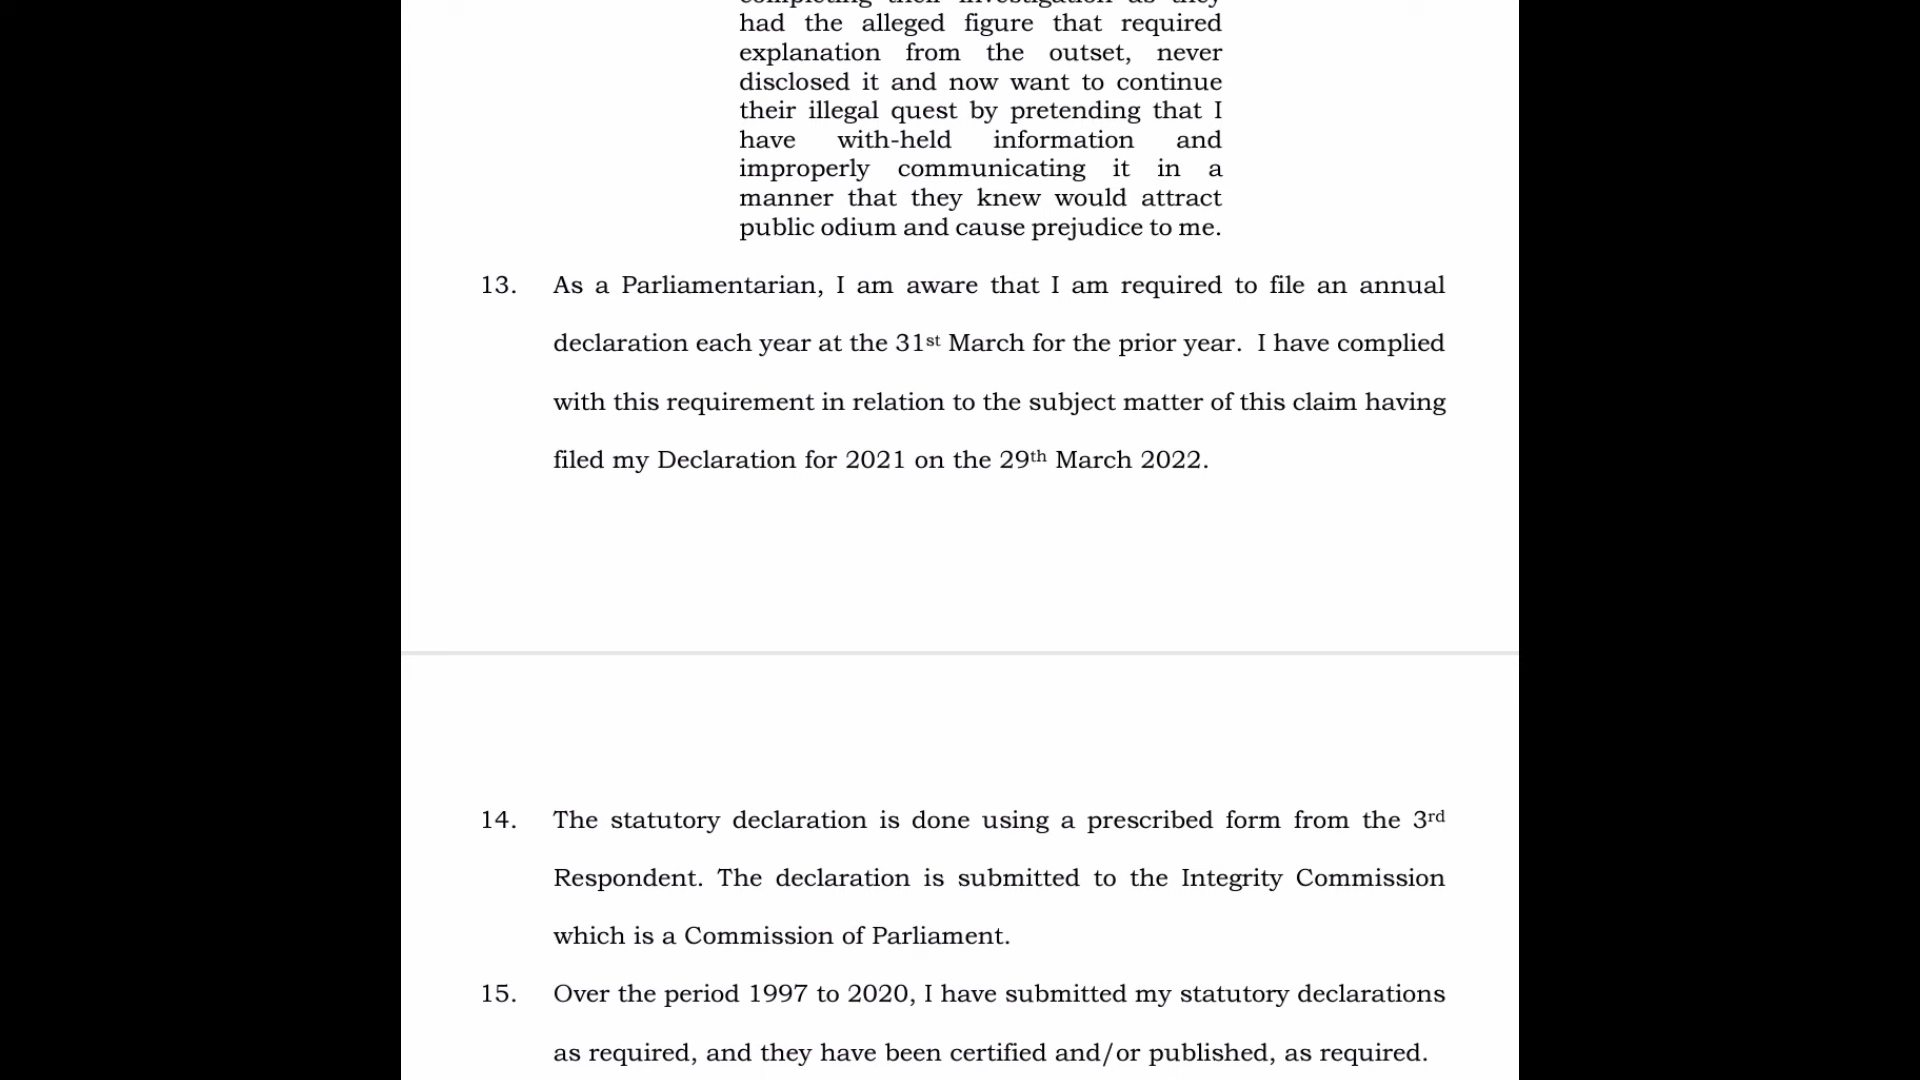 completing their investigation as they
had the alleged figure that required
explanation from the outset, never
disclosed it and now want to continue
their illegal quest by pretending that I
have with-held information and
improperly communicating it in a
manner that they knew would attract
public odium and cause prejudice to me.
13. As a Parliamentarian, I am aware that I am required to file an annual
declaration each year at the 31st March for the prior year. I have complied
with this requirement in relation to the subject matter of this claim having
filed my Declaration for 2021 on the 29th March 2022.
14. The statutory declaration is done using a prescribed form from the 3rd
Respondent. The declaration is submitted to the Integrity Commission
which is a Commission of Parliament.
15. Over the period 1997 to 2020, I have submitted my statutory declarations
as required, and they have been certified and/or published, as required.